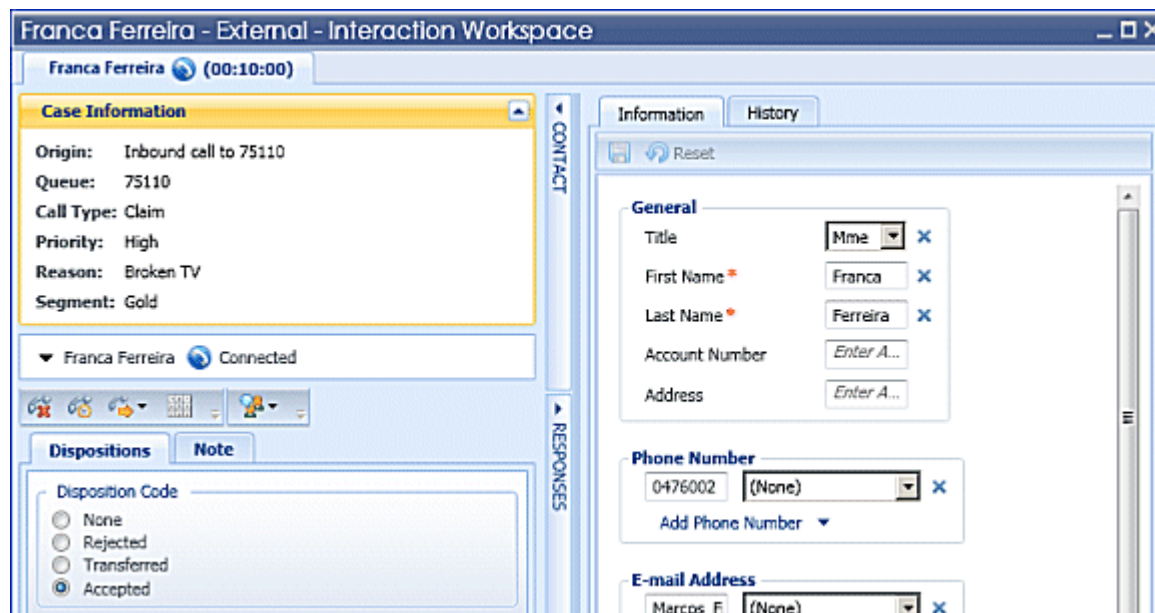 Franca Ferreira - External - Interaction Workspace
Franca Ferreira (00:10:00)
Case Information
Origin: Inbound call to 75110
Queue: 75110
Call Type: Claim
Priority: High
Reason: Broken TV
Segment: Gold
Franca Ferreira Connected
Dispositions Note
Disposition Code
None
Rejected
Transferred
Accepted
CONTACT
RESPONSES
Information History
Reset
General
Title Mme
First Name* Franca
Last Name* Ferreira
Account Number Enter A...
Address Enter A...
Phone Number
0476002 (None)
Add Phone Number
E-mail Address
Marcos_F (None)